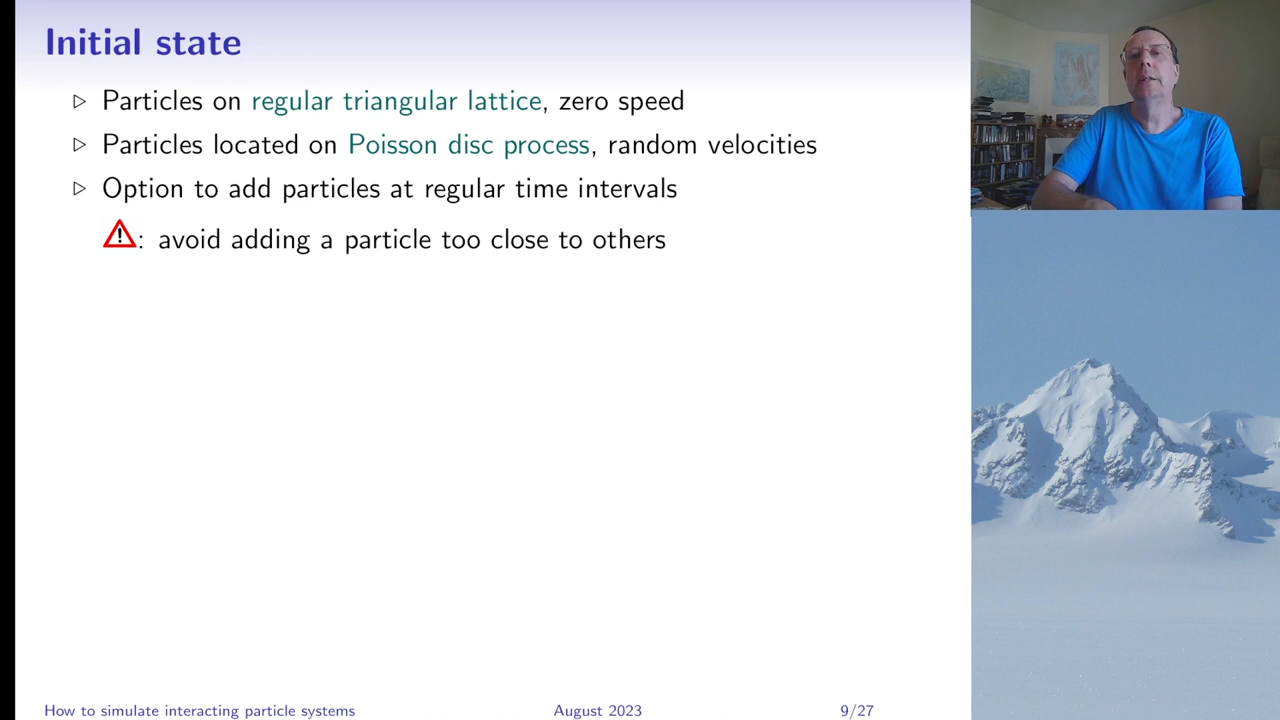 Initial state
▷ Particles on regular triangular lattice, zero speed
▷ Particles located on Poisson disc process, random velocities
▷ Option to add particles at regular time intervals
⚠: avoid adding a particle too close to others
How to simulate interacting particle systems August 2023 9/27